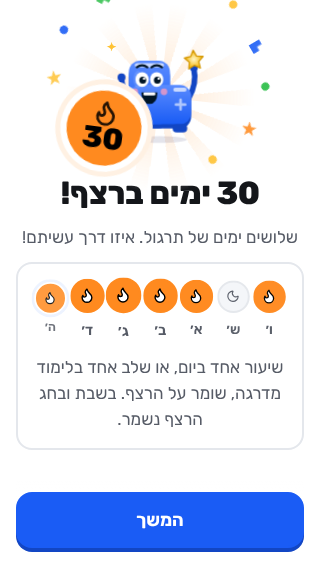 30
30 ימים ברצף!
שלושים ימים של תרגול. איזו דרך עשיתם!
ו׳ ש׳ א׳ ב׳ ג׳ ד׳ ה׳
שיעור אחד ביום, או שלב אחד בלימוד
מדרגה, שומר על הרצף. בשבת ובחג
הרצף נשמר.
המשך